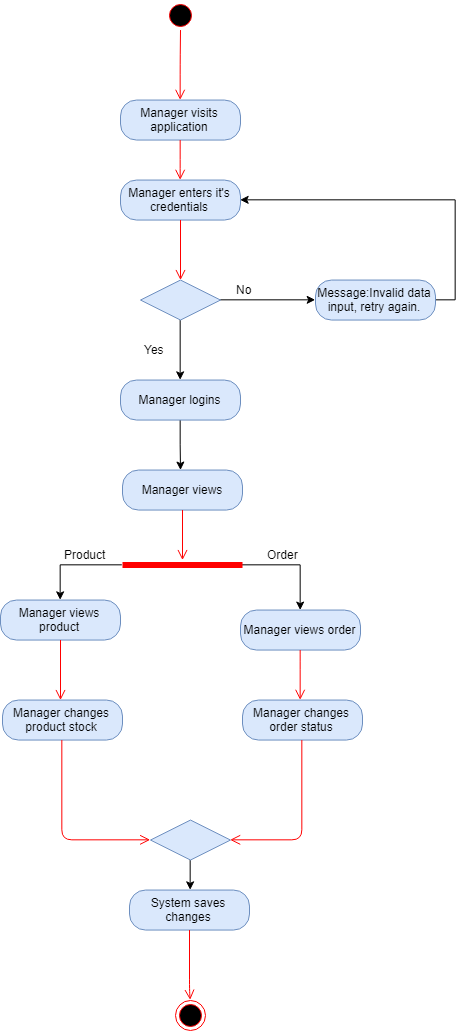 Manager visits
application
Manager enters it's
credentials
No
Message:Invalid data
input, retry again.
Yes
Manager logins
Manager views
Product
Order
Manager views
product
Manager views order
Manager changes
product stock
Manager changes
order status
System saves
changes